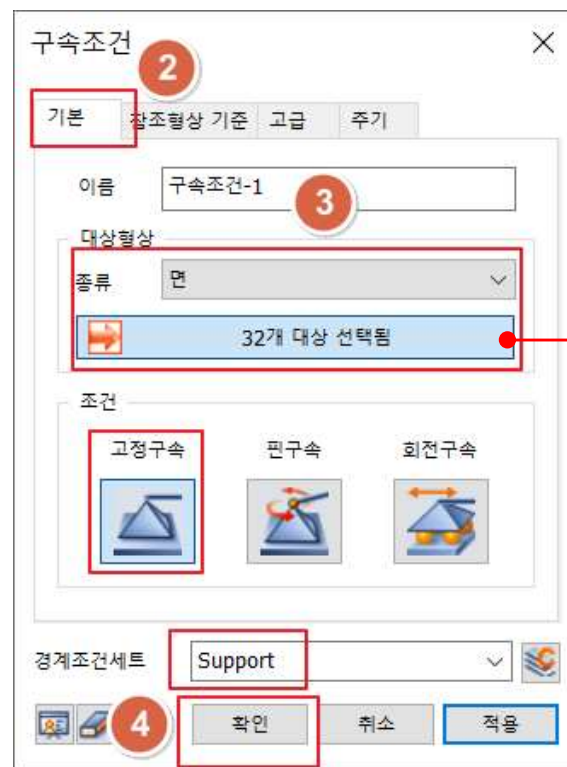 구속조건
2
기본 참조형상 기준 고급 주기
이름 구속조건-1
3
대상형상
종류 면
32개 대상 선택됨
조건
고정구속 핀구속 회전구속
경계조건세트 Support
4
확인 취소 적용